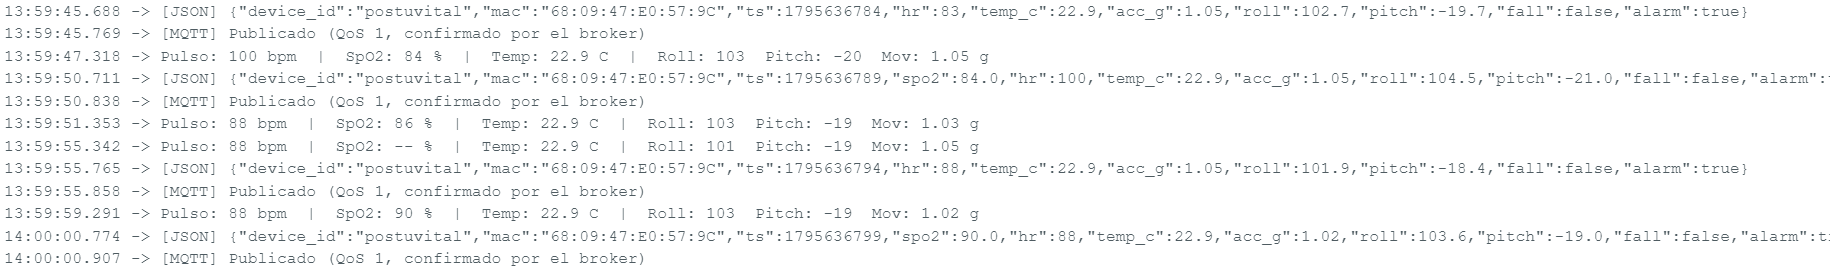 13:59:45.688 -> [JSON] {"device_id":"postuvital","mac":"68:09:47:E0:57:9C","ts":1795636784,"hr":83,"temp_c":22.9,"acc_g":1.05,"roll":102.7,"pitch":-19.7,"fall":false,"alarm":true}
13:59:45.769 -> [MQTT] Publicado (QoS 1, confirmado por el broker)
13:59:47.318 -> Pulso: 100 bpm  |  SpO2: 84 %  |  Temp: 22.9 C  |  Roll: 103  Pitch: -20  Mov: 1.05 g
13:59:50.711 -> [JSON] {"device_id":"postuvital","mac":"68:09:47:E0:57:9C","ts":1795636789,"spo2":84.0,"hr":100,"temp_c":22.9,"acc_g":1.05,"roll":104.5,"pitch":-21.0,"fall":false,"alarm":
13:59:50.838 -> [MQTT] Publicado (QoS 1, confirmado por el broker)
13:59:51.353 -> Pulso: 88 bpm  |  SpO2: 86 %  |  Temp: 22.9 C  |  Roll: 103  Pitch: -19  Mov: 1.03 g
13:59:55.342 -> Pulso: 88 bpm  |  SpO2: -- %  |  Temp: 22.9 C  |  Roll: 101  Pitch: -19  Mov: 1.05 g
13:59:55.765 -> [JSON] {"device_id":"postuvital","mac":"68:09:47:E0:57:9C","ts":1795636794,"hr":88,"temp_c":22.9,"acc_g":1.05,"roll":101.9,"pitch":-18.4,"fall":false,"alarm":true}
13:59:55.858 -> [MQTT] Publicado (QoS 1, confirmado por el broker)
13:59:59.291 -> Pulso: 88 bpm  |  SpO2: 90 %  |  Temp: 22.9 C  |  Roll: 103  Pitch: -19  Mov: 1.02 g
14:00:00.774 -> [JSON] {"device_id":"postuvital","mac":"68:09:47:E0:57:9C","ts":1795636799,"spo2":90.0,"hr":88,"temp_c":22.9,"acc_g":1.02,"roll":103.6,"pitch":-19.0,"fall":false,"alarm":t
14:00:00.907 -> [MQTT] Publicado (QoS 1, confirmado por el broker)